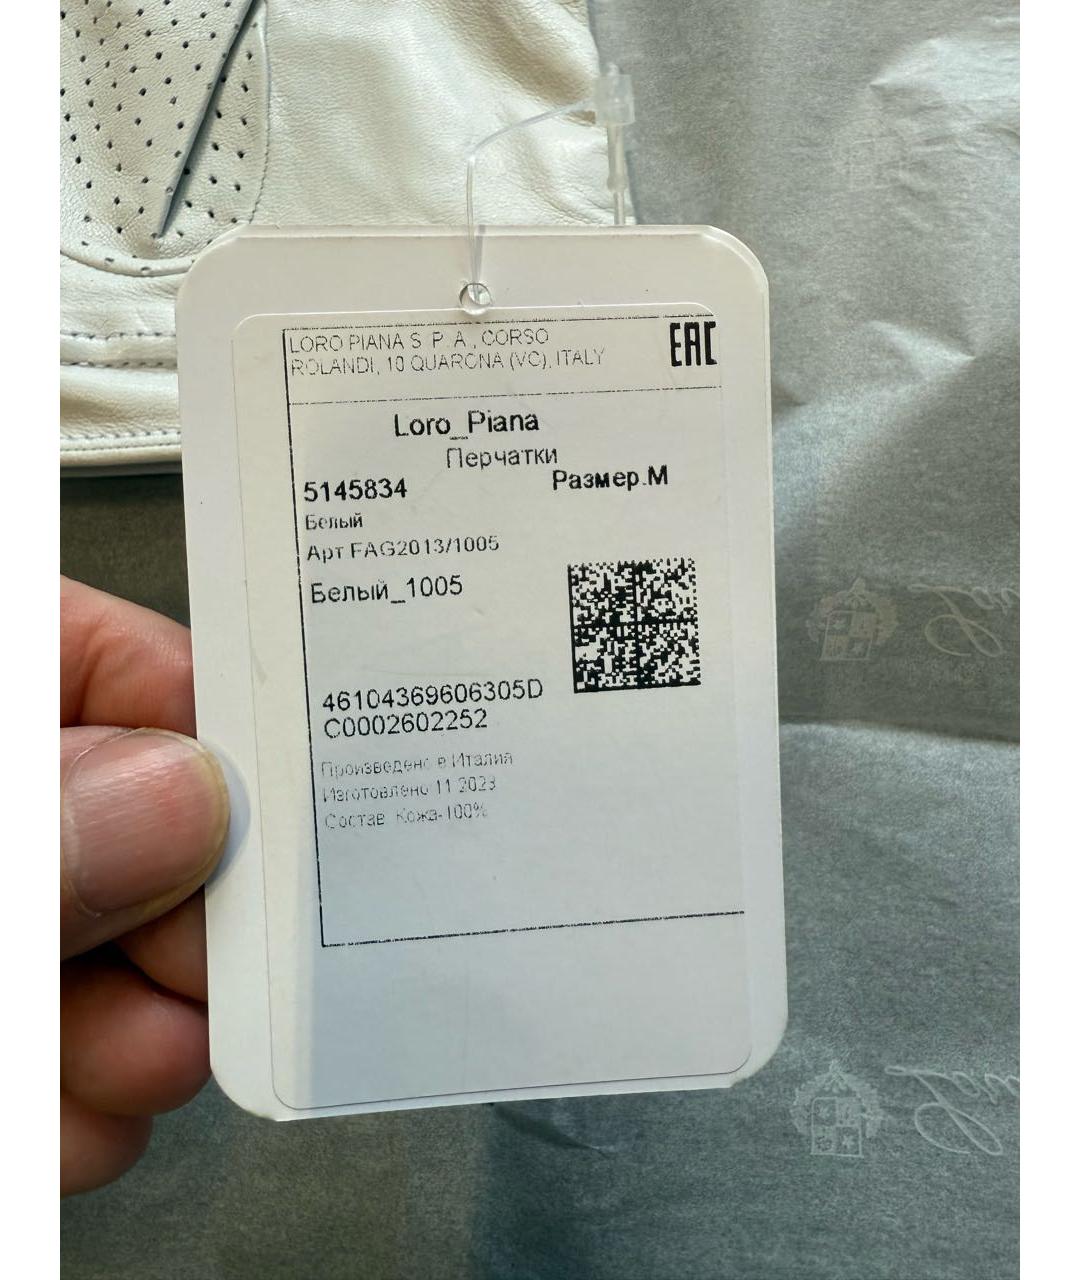 LORO PIANA S. P. A., CORSO
ROLANDI, 10 QUARONA (VC), ITALY
EAC
Loro_Piana
Перчатки
5145834
Размер.M
Белый
Арт FAG2013/1005
Белый_1005
46104369606305D
C0002602252
Произведено в Италия
Изготовлено 11 2023
Состав: Кожа-100%